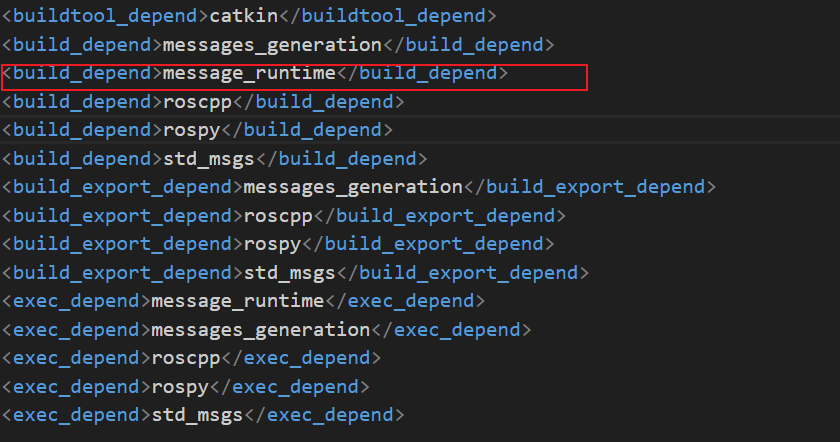 <buildtool_depend>catkin</buildtool_depend>
<build_depend>messages_generation</build_depend>
<build_depend>message_runtime</build_depend>
<build_depend>roscpp</build_depend>
<build_depend>rospy</build_depend>
<build_depend>std_msgs</build_depend>
<build_export_depend>messages_generation</build_export_depend>
<build_export_depend>roscpp</build_export_depend>
<build_export_depend>rospy</build_export_depend>
<build_export_depend>std_msgs</build_export_depend>
<exec_depend>message_runtime</exec_depend>
<exec_depend>messages_generation</exec_depend>
<exec_depend>roscpp</exec_depend>
<exec_depend>rospy</exec_depend>
<exec_depend>std_msgs</exec_depend>